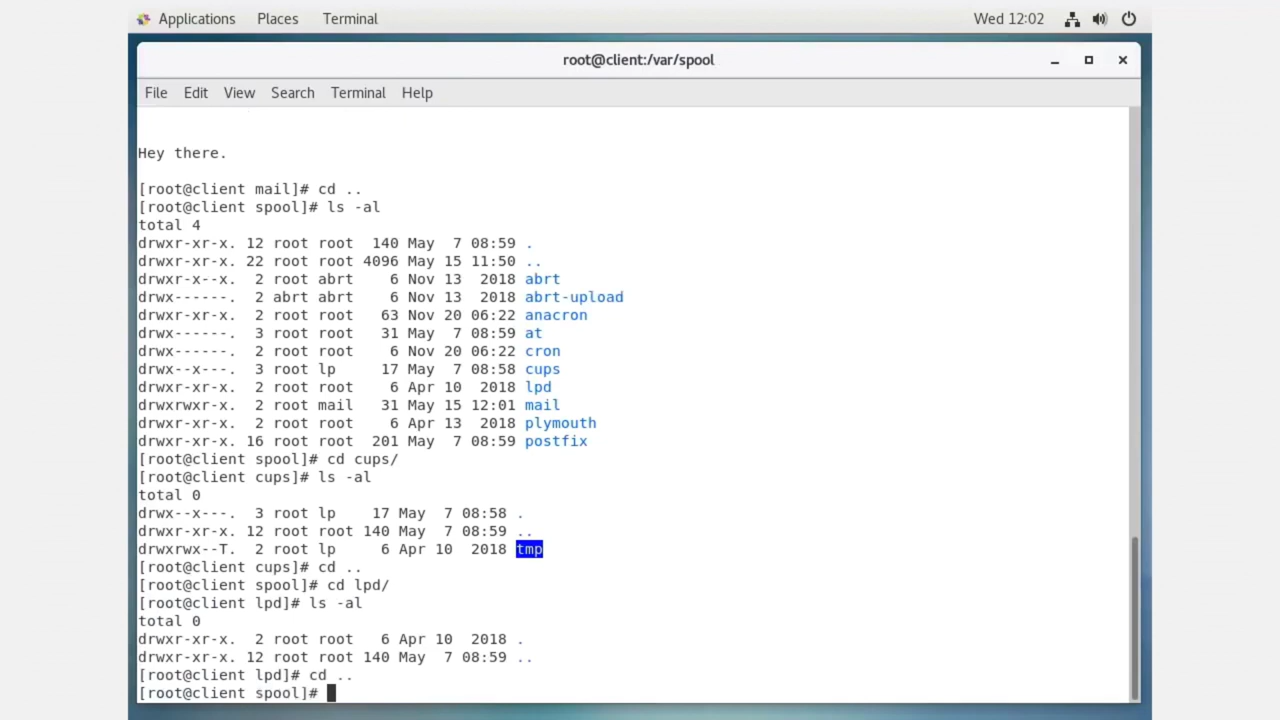 Applications Places Terminal Wed 12:02
root@client:/var/spool
File Edit View Search Terminal Help
Hey there.
[root@client mail]# cd ..
[root@client spool]# ls -al
total 4
drwxr-xr-x. 12 root root  140 May  7 08:59 .
drwxr-xr-x. 22 root root 4096 May 15 11:50 ..
drwxr-x--x.  2 root abrt    6 Nov 13  2018 abrt
drwx------.  2 abrt abrt    6 Nov 13  2018 abrt-upload
drwxr-xr-x.  2 root root   63 Nov 20 06:22 anacron
drwx------.  3 root root   31 May  7 08:59 at
drwx------.  2 root root    6 Nov 20 06:22 cron
drwx--x---.  3 root lp     17 May  7 08:58 cups
drwxr-xr-x.  2 root root    6 Apr 10  2018 lpd
drwxrwxr-x.  2 root mail   31 May 15 12:01 mail
drwxr-xr-x.  2 root root    6 Apr 13  2018 plymouth
drwxr-xr-x. 16 root root  201 May  7 08:59 postfix
[root@client spool]# cd cups/
[root@client cups]# ls -al
total 0
drwx--x---.  3 root lp    17 May  7 08:58 .
drwxr-xr-x. 12 root root 140 May  7 08:59 ..
drwxrwx--T.  2 root lp     6 Apr 10  2018 tmp
[root@client cups]# cd ..
[root@client spool]# cd lpd/
[root@client lpd]# ls -al
total 0
drwxr-xr-x.  2 root root   6 Apr 10  2018 .
drwxr-xr-x. 12 root root 140 May  7 08:59 ..
[root@client lpd]# cd ..
[root@client spool]#